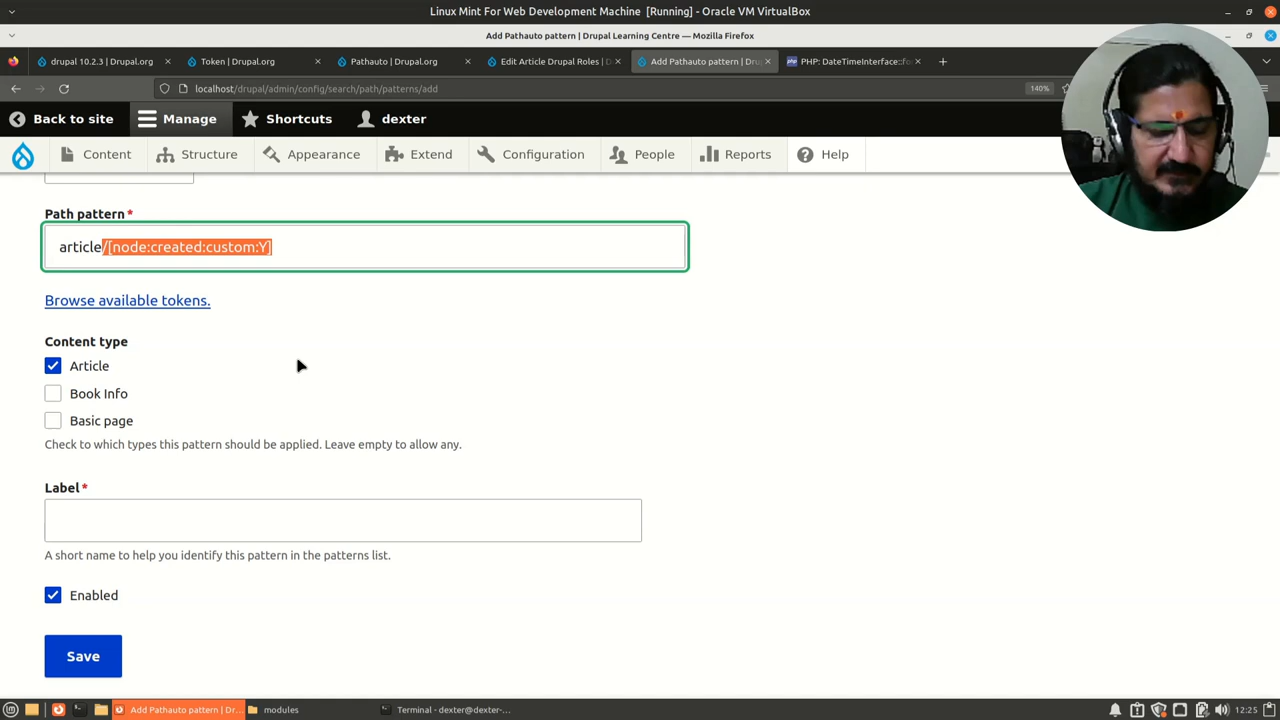 Linux Mint For Web Development Machine [Running] - Oracle VM VirtualBox
Add Pathauto pattern | Drupal Learning Centre — Mozilla Firefox
drupal 10.2.3 | Drupal.org
Token | Drupal.org
Pathauto | Drupal.org
Edit Article Drupal Roles | D
Add Pathauto pattern | Dru
PHP: DateTimeInterface::fo
localhost/drupal/admin/config/search/path/patterns/add
140%
Back to site
Manage
Shortcuts
dexter
Content
Structure
Appearance
Extend
Configuration
People
Reports
Help
Path pattern*
article/[node:created:custom:Y]
Browse available tokens.
Content type
Article
Book Info
Basic page
Check to which types this pattern should be applied. Leave empty to allow any.
Label*
A short name to help you identify this pattern in the patterns list.
Enabled
Save
Add Pathauto pattern | Dr...
modules
Terminal - dexter@dexter-...
12:25